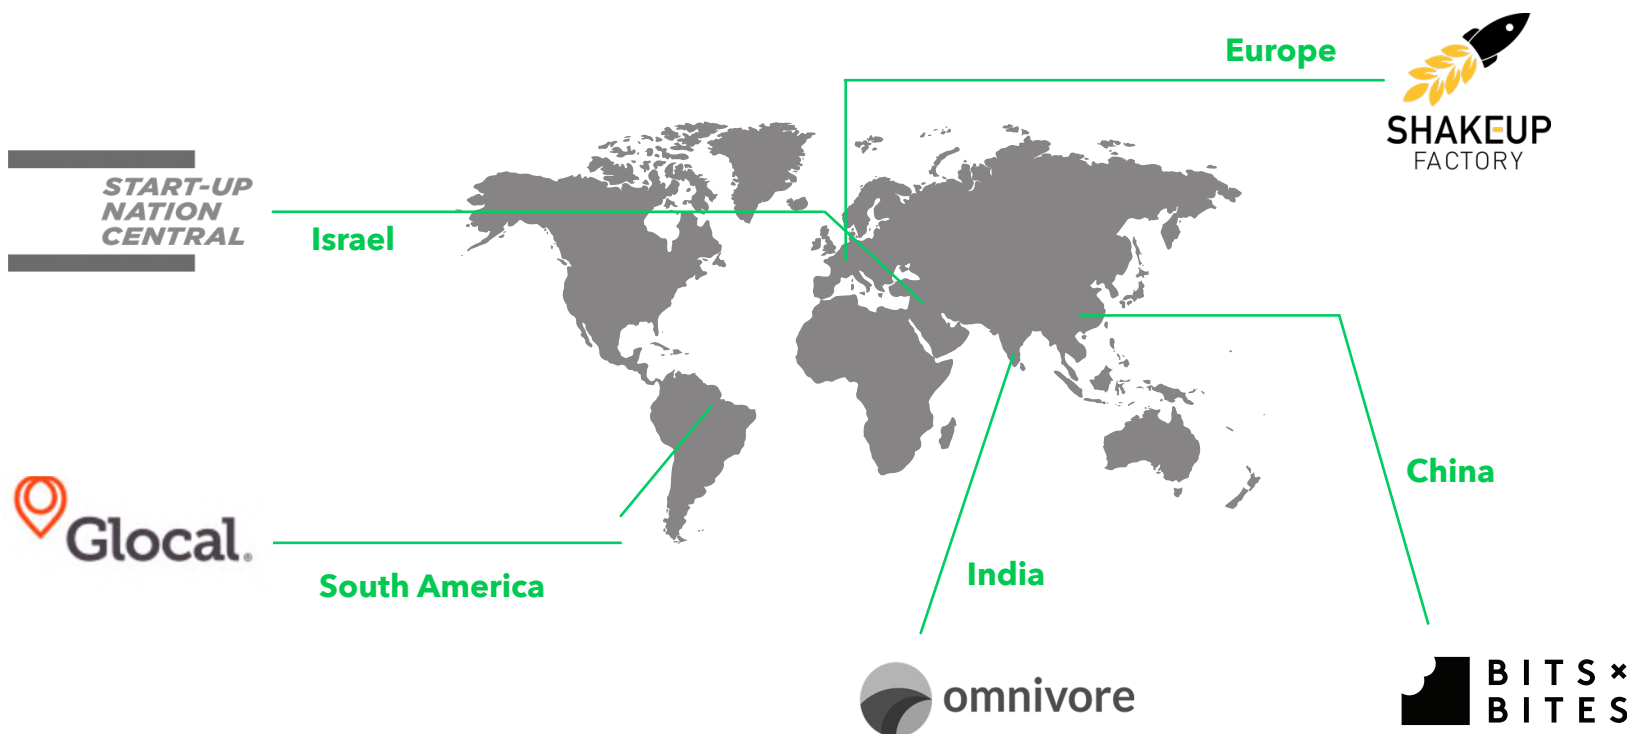 Europe
SHAKEUP
FACTORY
START-UP
NATION
CENTRAL
Israel
China
Glocal®
South America
India
omnivore
BITS×
BITES